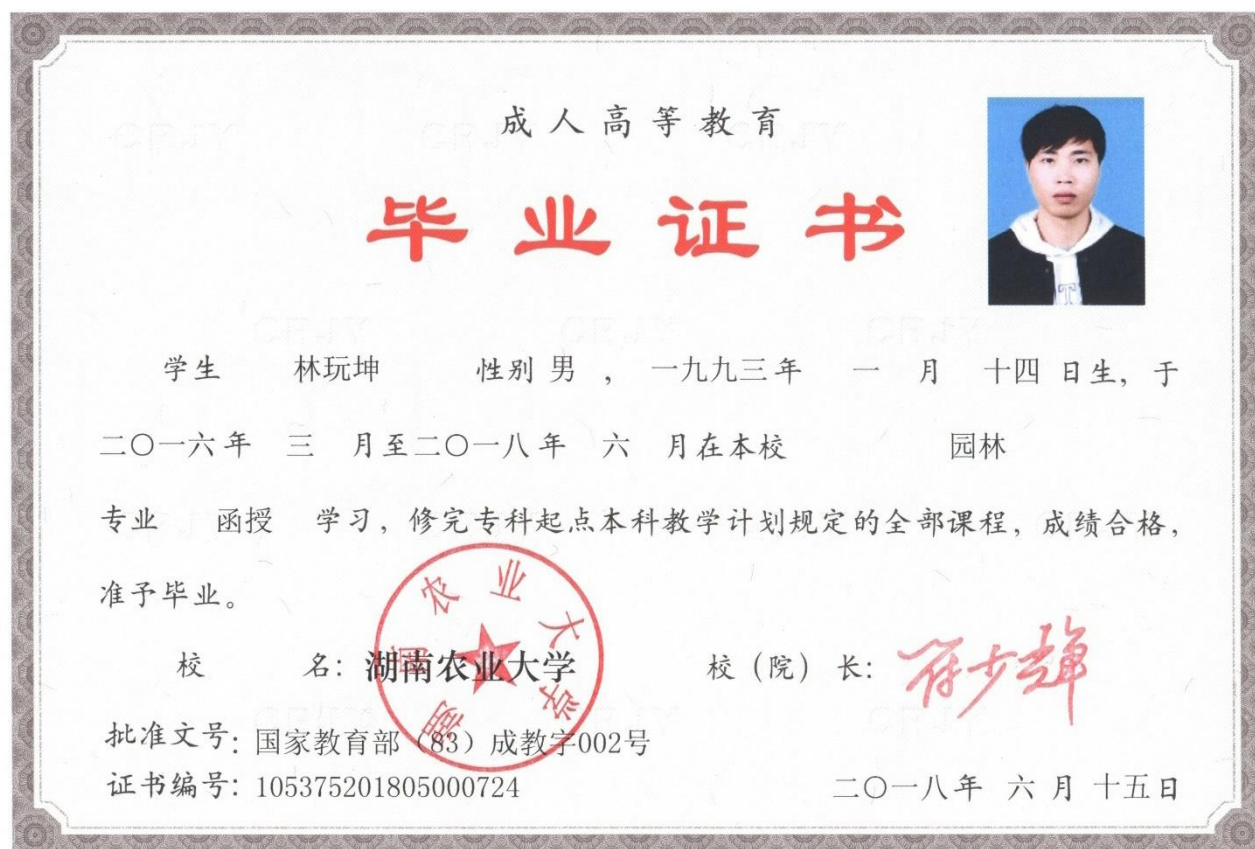 成人高等教育
毕业证书
学生 林玩坤 性别 男 , 一九九三年 一 月 十四 日生, 于
二〇一六年 三 月至二〇一八年 六 月在本校 园林
专业 函授 学习, 修完专科起点本科教学计划规定的全部课程, 成绩合格,
准予毕业。
校 名: 湖南农业大学 校 (院) 长:
湖南农业大学
批准文号: 国家教育部 (83) 成教字002号
证书编号: 105375201805000724 二〇一八年 六 月 十五日